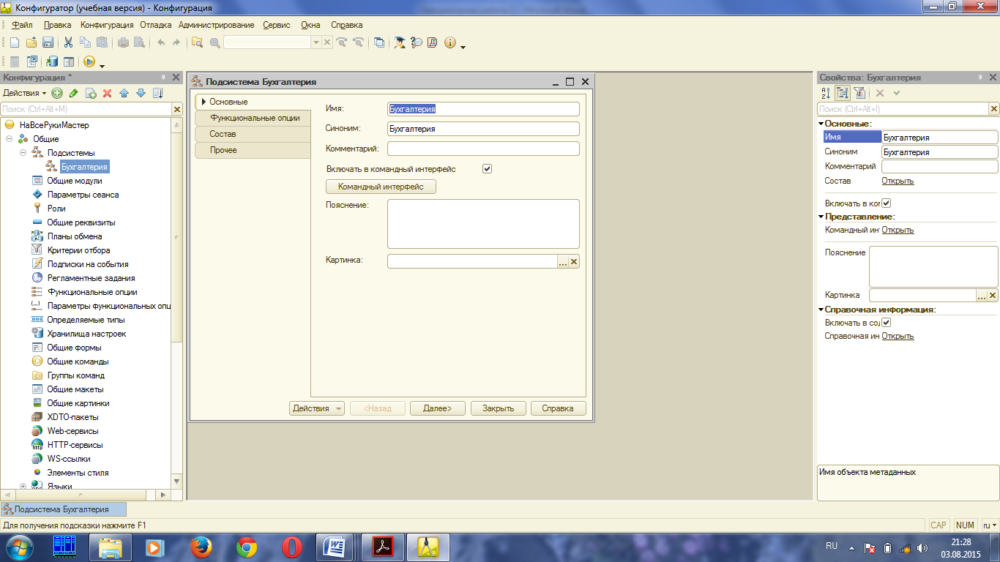 Конфигуратор (учебная версия) - Конфигурация
Файл Правка Конфигурация Отладка Администрирование Сервис Окна Справка
Конфигурация *
Действия
Поиск (Ctrl+Alt+M)
НаВсеРукиМастер
Общие
Подсистемы
Бухгалтерия
Общие модули
Параметры сеанса
Роли
Общие реквизиты
Планы обмена
Критерии отбора
Подписки на события
Регламентные задания
Функциональные опции
Параметры функциональных опц
Определяемые типы
Хранилища настроек
Общие формы
Общие команды
Группы команд
Общие макеты
Общие картинки
XDTO-пакеты
Web-сервисы
HTTP-сервисы
WS-ссылки
Элементы стиля
Языки
Подсистема Бухгалтерия
Основные
Функциональные опции
Состав
Прочее
Имя: Бухгалтерия
Синоним: Бухгалтерия
Комментарий:
Включать в командный интерфейс
Командный интерфейс
Пояснение:
Картинка:
Действия <Назад Далее> Закрыть Справка
Свойства: Бухгалтерия
Поиск (Ctrl+Alt+I)
Основные:
Имя Бухгалтерия
Синоним Бухгалтерия
Комментарий
Состав Открыть
Включать в ко
Представление:
Командный ин Открыть
Пояснение
Картинка
Справочная информация:
Включать в со
Справочная ин Открыть
Имя объекта метаданных
Подсистема Бухгалтерия
Для получения подсказки нажмите F1
CAP NUM ru
RU
21:28
03.08.2015